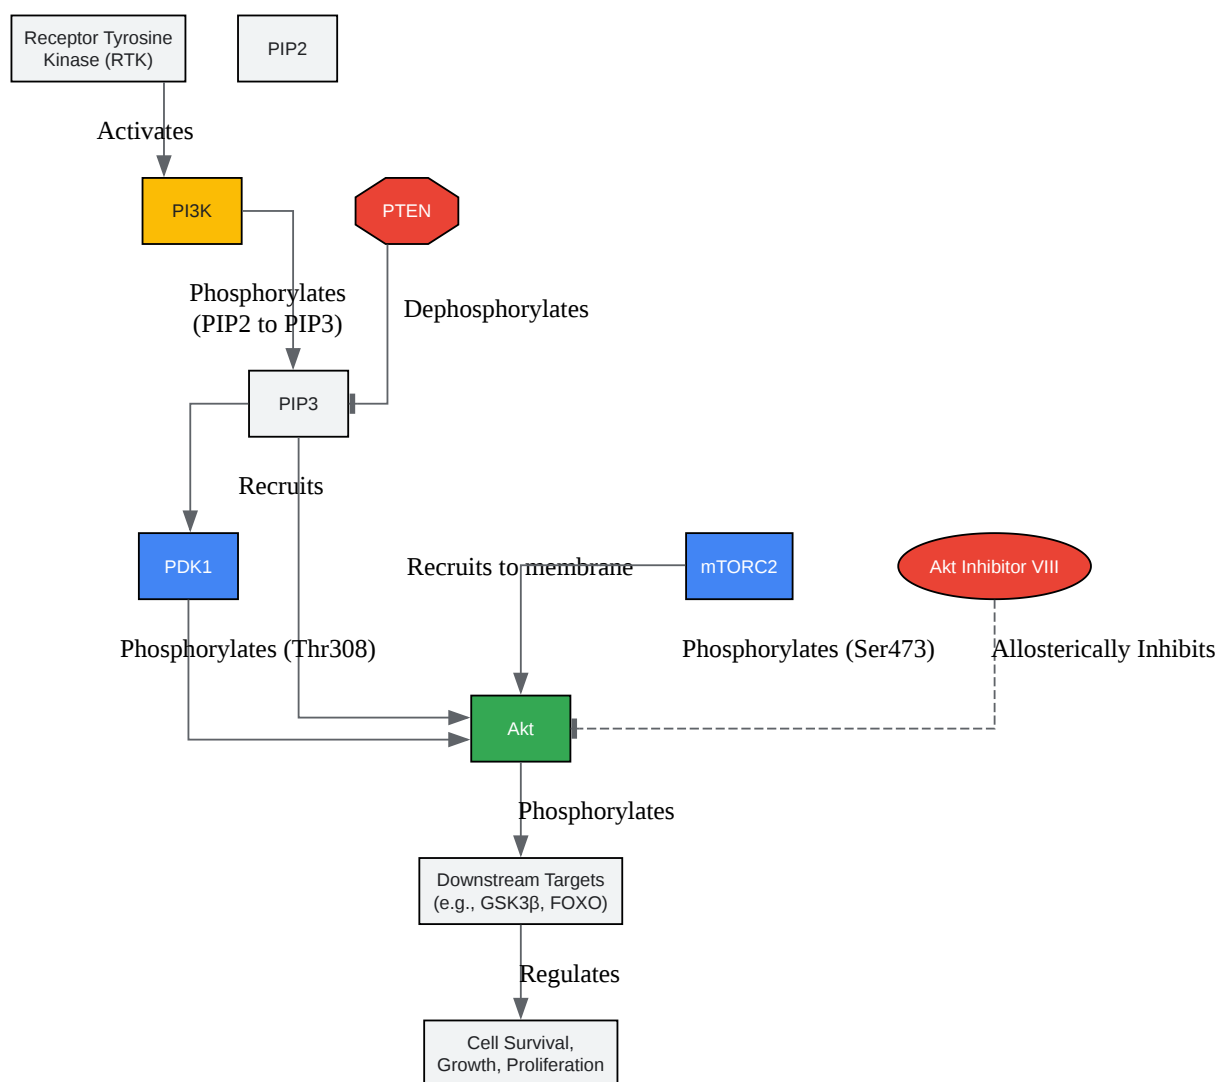 Receptor Tyrosine
Kinase (RTK)
PIP2
Activates
PI3K
PTEN
Phosphorylates
(PIP2 to PIP3)
Dephosphorylates
PIP3
Recruits
PDK1
Recruits to membrane
mTORC2
Akt Inhibitor VIII
Phosphorylates (Thr308)
Phosphorylates (Ser473)
Allosterically Inhibits
Akt
Phosphorylates
Downstream Targets
(e.g., GSK3β, FOXO)
Regulates
Cell Survival,
Growth, Proliferation